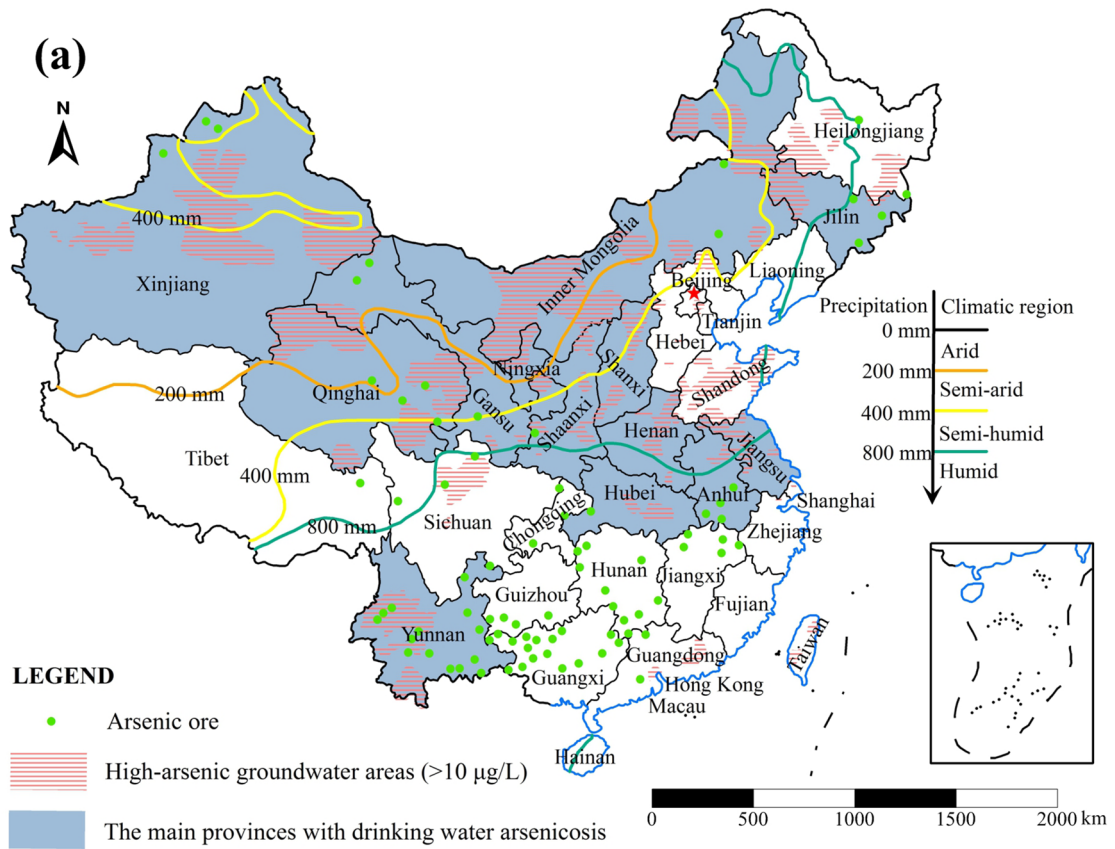 (a)
N
Heilongjiang
Jilin
Liaoning
400 mm
Xinjiang
Inner Mongolia
Beijing
Tianjin
Hebei
Precipitation
Climatic region
0 mm
Arid
200 mm
Semi-arid
400 mm
Semi-humid
800 mm
Humid
Ningxia
Shanxi
Shandong
200 mm
Qinghai
Gansu
Shaanxi
Henan
Jiangsu
Tibet
400 mm
800 mm
Sichuan
Chongqing
Hubei
Anhui
Shanghai
Zhejiang
Hunan
Jiangxi
Guizhou
Fujian
Yunnan
Guangxi
Guangdong
Taiwan
Hong Kong
Macau
Hainan
LEGEND
Arsenic ore
High-arsenic groundwater areas (>10 μg/L)
The main provinces with drinking water arsenicosis
0 500 1000 1500 2000 km